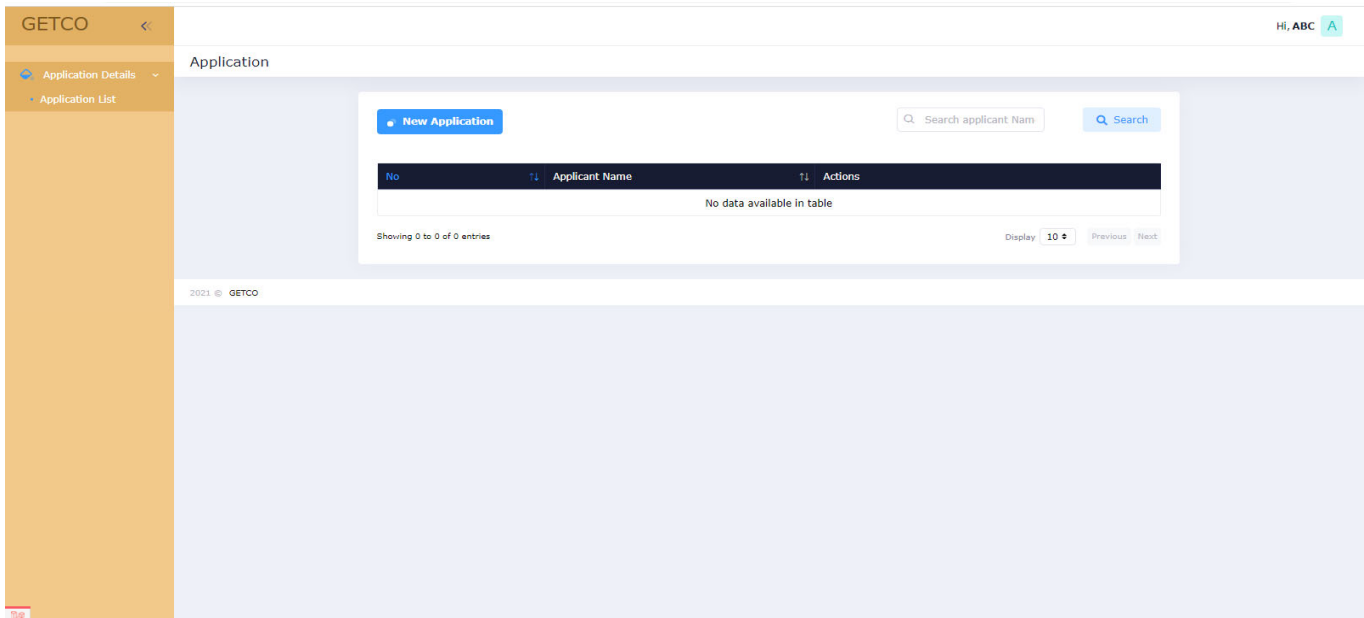 GETCO
Hi, ABC A
Application
Application Details
Application List
New Application
Search applicant Nam
Search
No Applicant Name Actions
No data available in table
Showing 0 to 0 of 0 entries
Display 10 Previous Next
2021 © GETCO